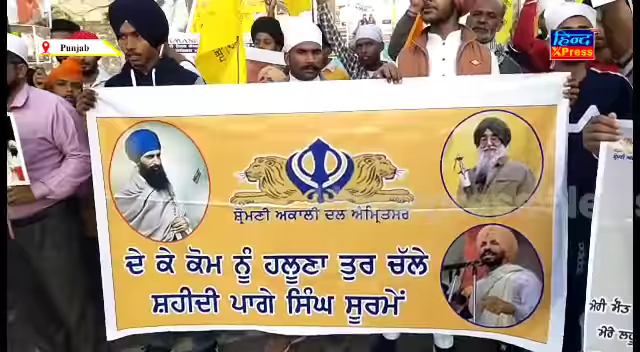 Punjab
हिन्द
XPress
ਸ਼੍ਰੋਮਣੀ ਅਕਾਲੀ ਦਲ ਅੰਮ੍ਰਿਤਸਰ
ਦੇ ਕੇ ਕੋਮ ਨੂੰ ਹਲੂਣਾ ਤੁਰ ਚੱਲੇ
ਸ਼ਹੀਦੀ ਪਾਗੇ ਸਿੰਘ ਸੂਰਮੇਂ
ਮੇਰੀ ਮੌਤ
ਮੇਰੇ